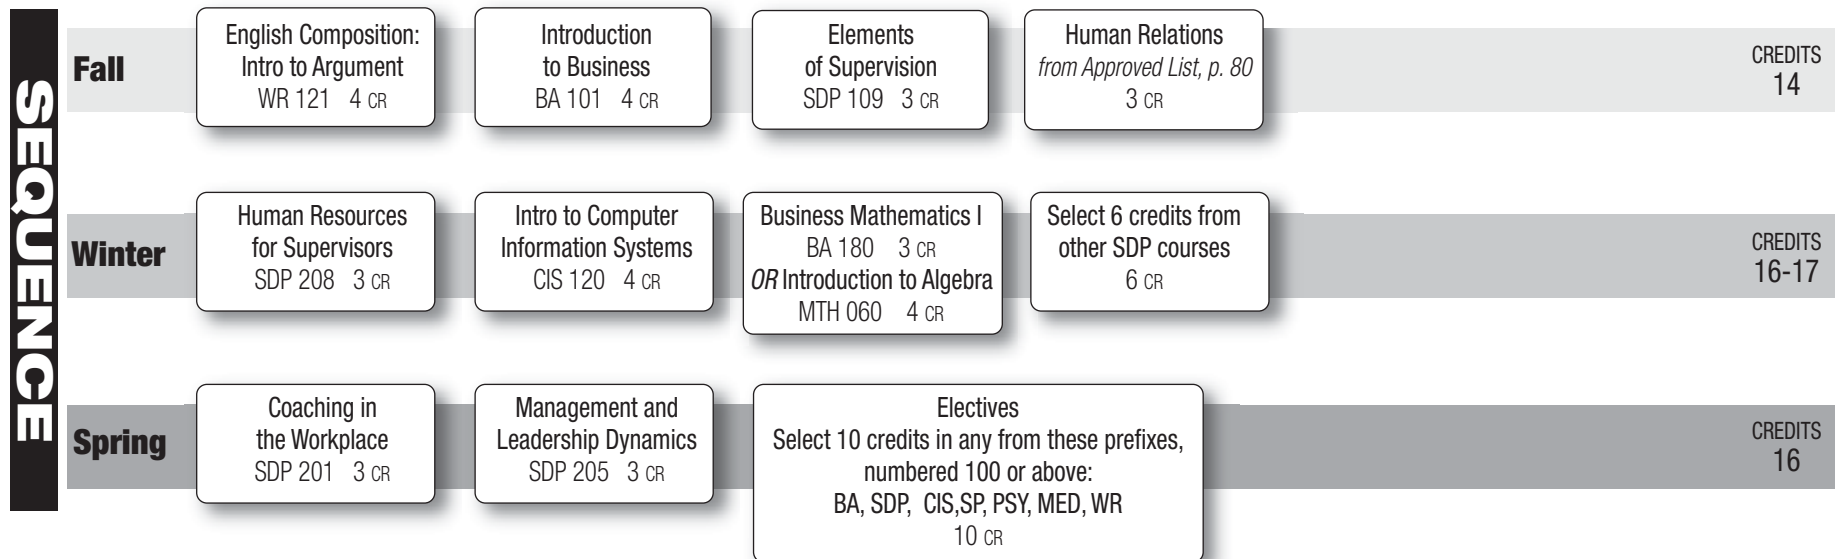 SEQUENCE
Fall
English Composition:
Intro to Argument
WR 121 4 CR
Introduction
to Business
BA 101 4 CR
Elements
of Supervision
SDP 109 3 CR
Human Relations
from Approved List, p. 80
3 CR
CREDITS
14
Winter
Human Resources
for Supervisors
SDP 208 3 CR
Intro to Computer
Information Systems
CIS 120 4 CR
Business Mathematics I
BA 180 3 CR
OR Introduction to Algebra
MTH 060 4 CR
Select 6 credits from
other SDP courses
6 CR
CREDITS
16-17
Spring
Coaching in
the Workplace
SDP 201 3 CR
Management and
Leadership Dynamics
SDP 205 3 CR
Electives
Select 10 credits in any from these prefixes,
numbered 100 or above:
BA, SDP, CIS,SP, PSY, MED, WR
10 CR
CREDITS
16